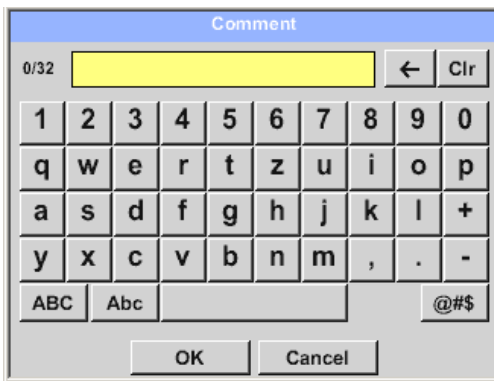 Comment
0/32 ← Clr
1 2 3 4 5 6 7 8 9 0
q w e r t z u i o p
a s d f g h j k l +
y x c v b n m , . -
ABC Abc @#$
OK Cancel